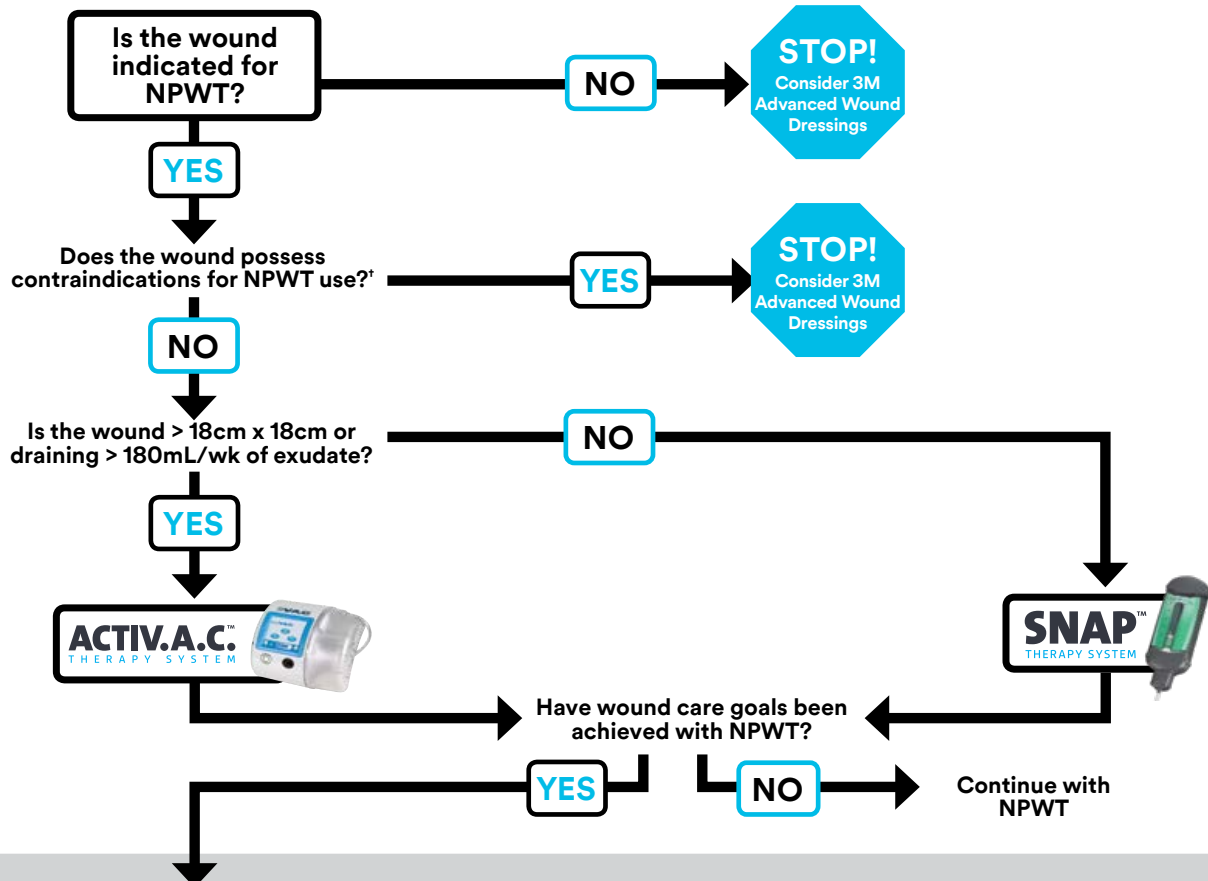 Is the wound
indicated for
NPWT?
NO
STOP!
Consider 3M
Advanced Wound
Dressings
YES
Does the wound possess
contraindications for NPWT use?†
YES
STOP!
Consider 3M
Advanced Wound
Dressings
NO
Is the wound > 18cm x 18cm or
draining > 180mL/wk of exudate?
NO
YES
ACTIV.A.C.™
THERAPY SYSTEM
SNAP™
THERAPY SYSTEM
Have wound care goals been
achieved with NPWT?
YES
NO
Continue with
NPWT